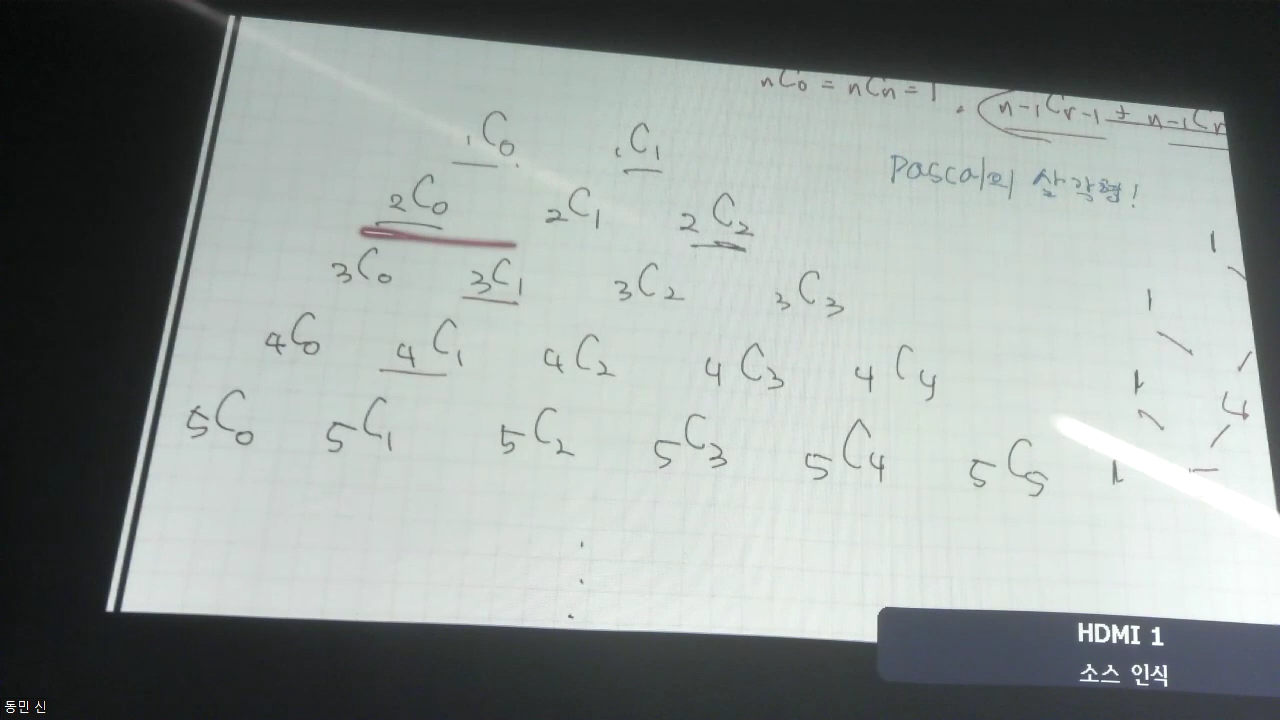 nC0 = nCn = 1 . (n-1Cr-1 + n-1Cr
Pascal의 삼각형!
1C0 1C1
2C0 2C1 2C2
3C0 3C1 3C2 3C3
4C0 4C1 4C2 4C3 4C4
5C0 5C1 5C2 5C3 5C4 5C5
1
1
1 4
1
HDMI 1
소스 인식
동민 신